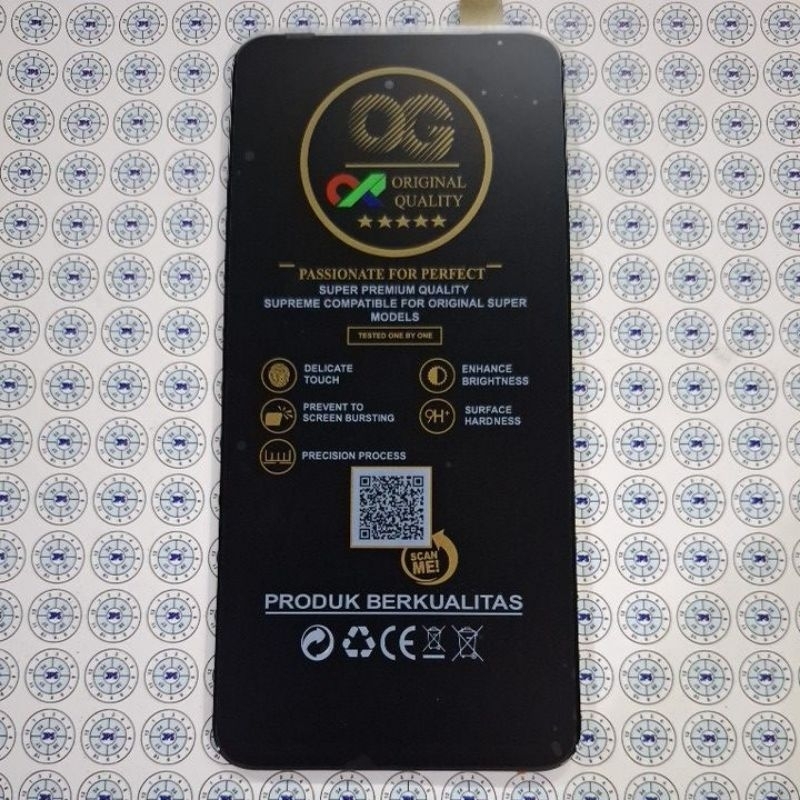 OG
ORIGINAL
QUALITY
PASSIONATE FOR PERFECT
SUPER PREMIUM QUALITY
SUPREME COMPATIBLE FOR ORIGINAL SUPER
MODELS
TESTED ONE BY ONE
DELICATE
TOUCH
ENHANCE
BRIGHTNESS
PREVENT TO
SCREEN BURSTING
9H+
SURFACE
HARDNESS
PRECISION PROCESS
SCAN
ME!
PRODUK BERKUALITAS
CE
JPS